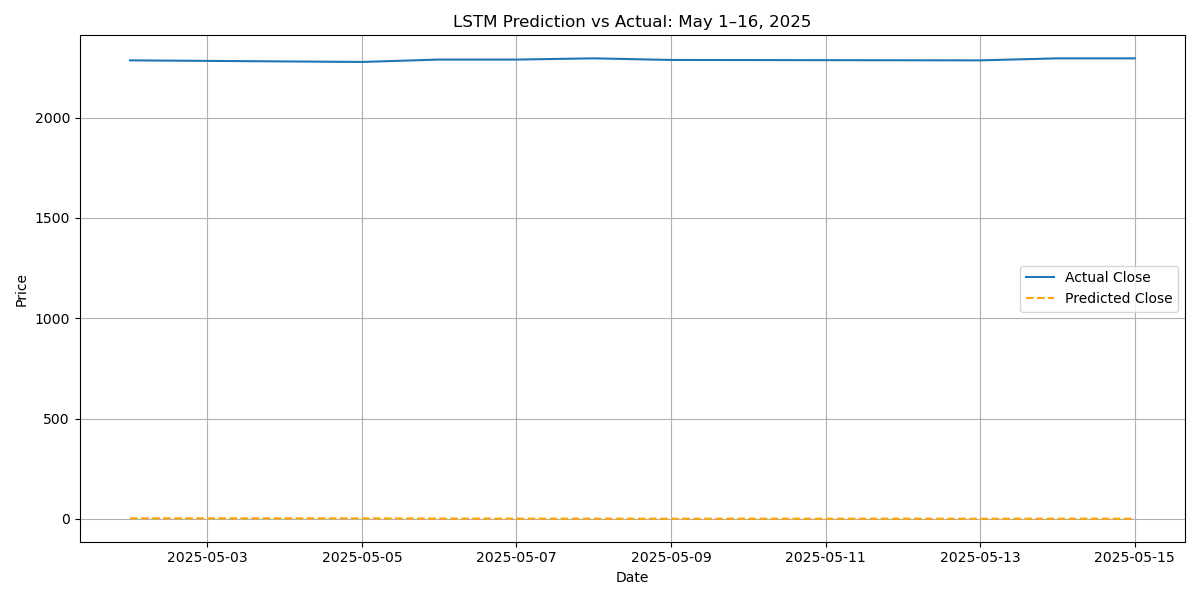 LSTM Prediction vs Actual: May 1–16, 2025
Price
2000
1500
1000
500
0
Actual Close
Predicted Close
2025-05-03
2025-05-05
2025-05-07
2025-05-09
2025-05-11
2025-05-13
2025-05-15
Date